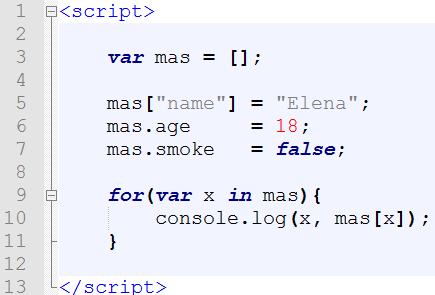 1 <script>
2
3 var mas = [];
4
5 mas["name"] = "Elena";
6 mas.age     = 18;
7 mas.smoke   = false;
8
9 for(var x in mas){
10     console.log(x, mas[x]);
11 }
12
13 </script>